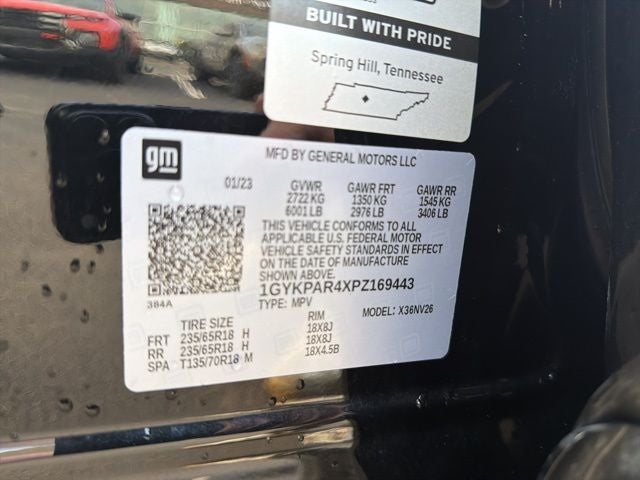 BUILT WITH PRIDE
Spring Hill, Tennessee
gm
MFD BY GENERAL MOTORS LLC
01/23
GVWR GAWR FRT GAWR RR
2722 KG 1350 KG 1545 KG
6001 LB 2976 LB 3406 LB
THIS VEHICLE CONFORMS TO ALL
APPLICABLE U.S. FEDERAL MOTOR
VEHICLE SAFETY STANDARDS IN EFFECT
ON THE DATE OF MANUFACTURE
SHOWN ABOVE.
1GYKPAR4XPZ169443
TYPE: MPV MODEL: X36NV26
384A
TIRE SIZE RIM
FRT 235/65R18 H 18X8J
RR 235/65R18 H 18X8J
SPA T135/70R18 M 18X4.5B